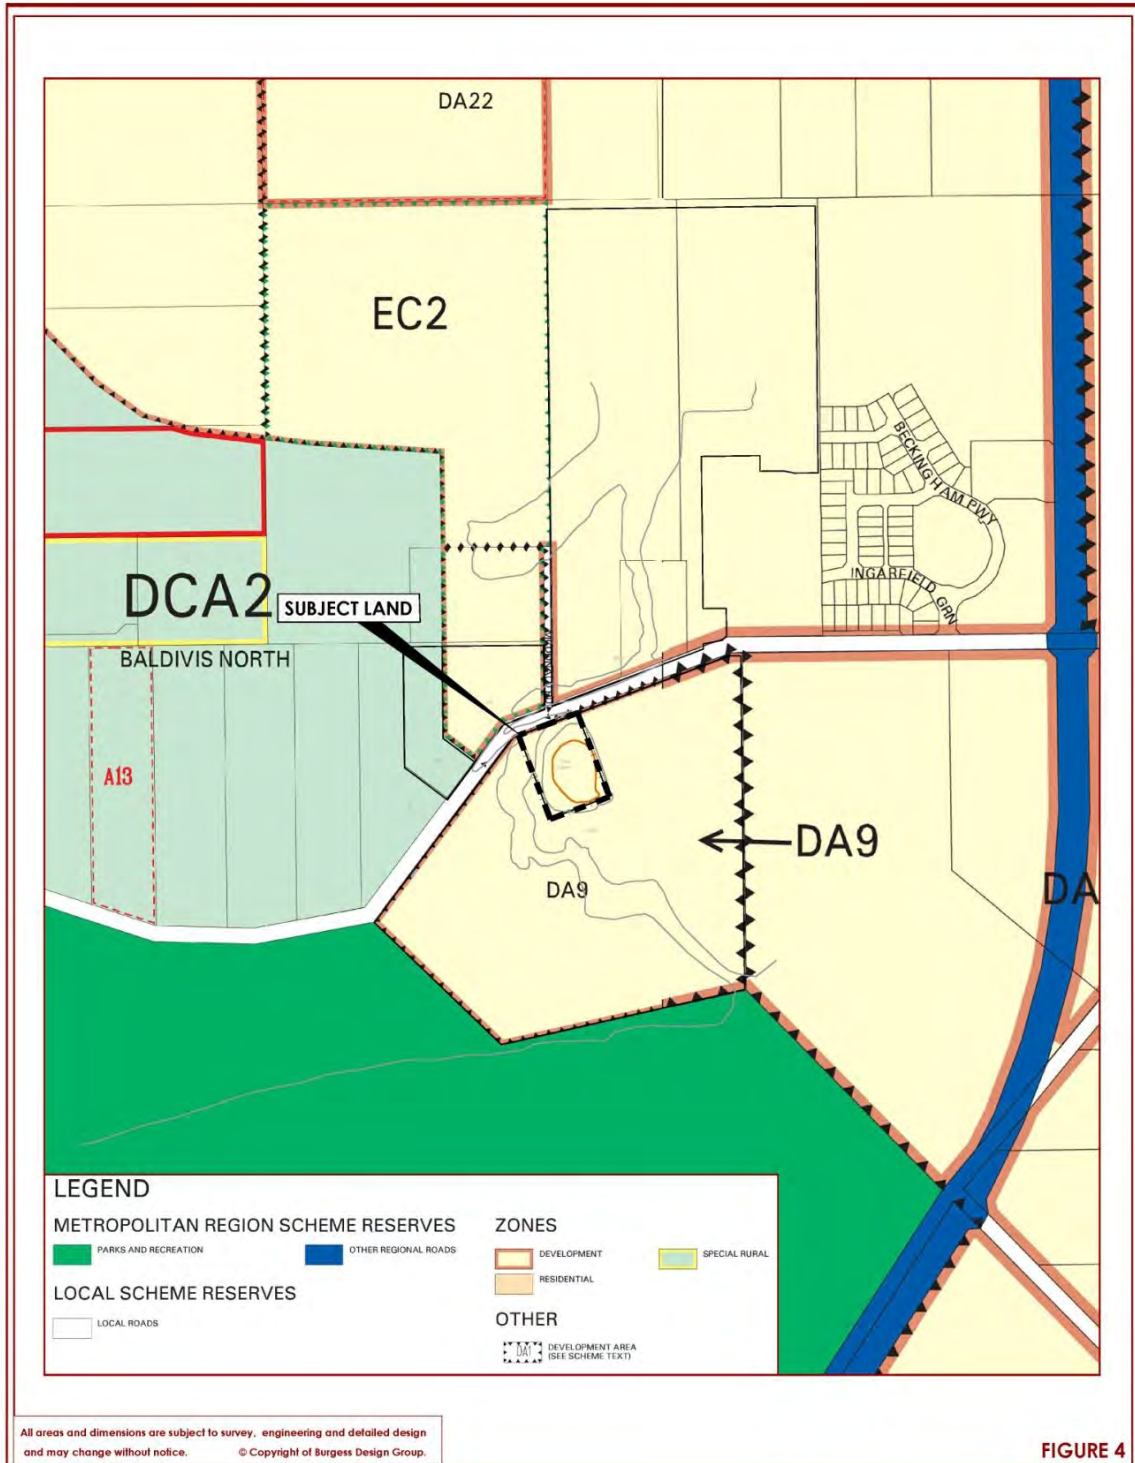 DA22
EC2
BECKINGHAM PWY
INGAREIELD GRN
DCA2
SUBJECT LAND
BALDIVIS NORTH
A13
DA9
DA9
DA
LEGEND
METROPOLITAN REGION SCHEME RESERVES
PARKS AND RECREATION
OTHER REGIONAL ROADS
LOCAL SCHEME RESERVES
LOCAL ROADS
ZONES
DEVELOPMENT
SPECIAL RURAL
RESIDENTIAL
OTHER
DA1
DEVELOPMENT AREA
(SEE SCHEME TEXT)
All areas and dimensions are subject to survey, engineering and detailed design
and may change without notice. © Copyright of Burgess Design Group.
FIGURE 4